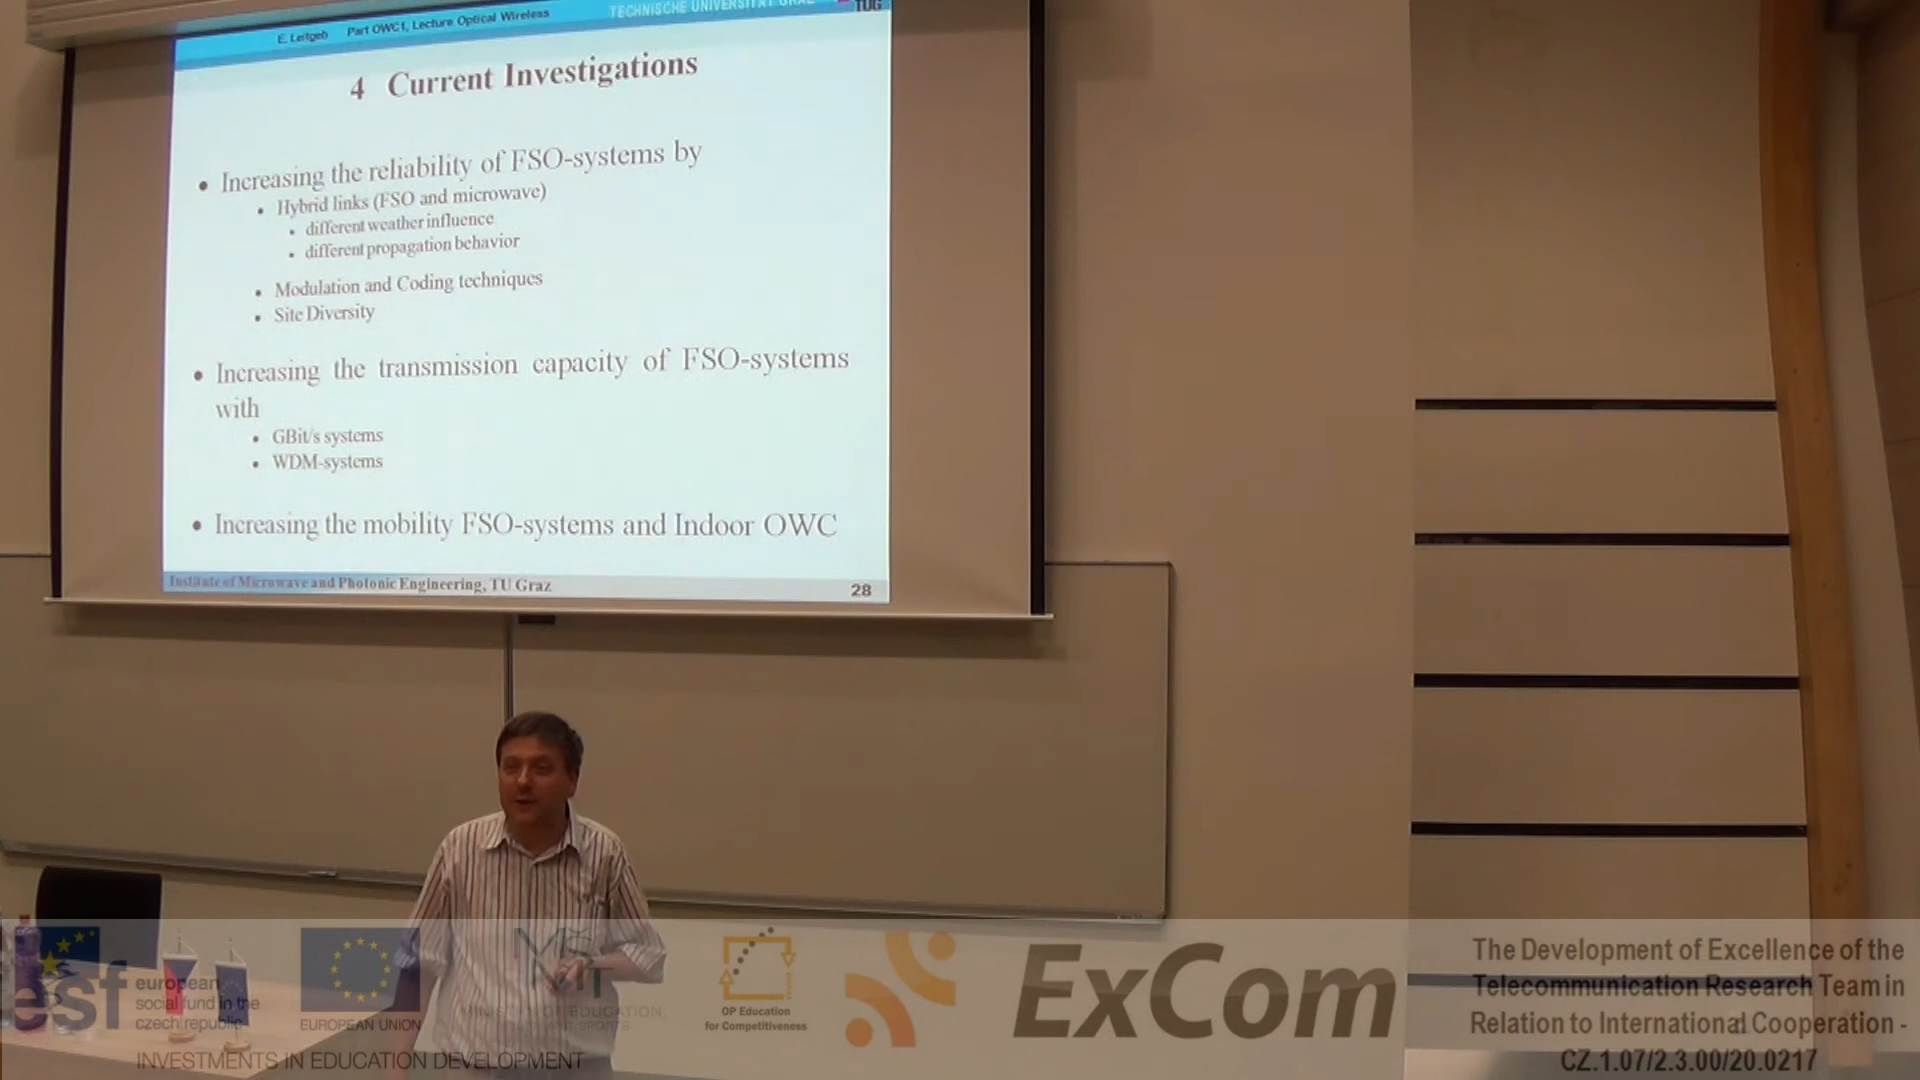 E. Leitgeb Part OWC1, Lecture Optical Wireless
TECHNISCHE UNIVERSITÄT GRAZ
TUG
4 Current Investigations
• Increasing the reliability of FSO-systems by
• Hybrid links (FSO and microwave)
• different weather influence
• different propagation behavior
• Modulation and Coding techniques
• Site Diversity
• Increasing the transmission capacity of FSO-systems
with
• GBit/s systems
• WDM-systems
• Increasing the mobility FSO-systems and Indoor OWC
Institute of Microwave and Photonic Engineering, TU Graz
28
esf
european
social fund in the
czech republic
EUROPEAN UNION
MINISTRY OF EDUCATION,
AND SPORTS
OP Education
for Competitiveness
INVESTMENTS IN EDUCATION DEVELOPMENT
ExCom
The Development of Excellence of the
Telecommunication Research Team in
Relation to International Cooperation -
CZ.1.07/2.3.00/20.0217